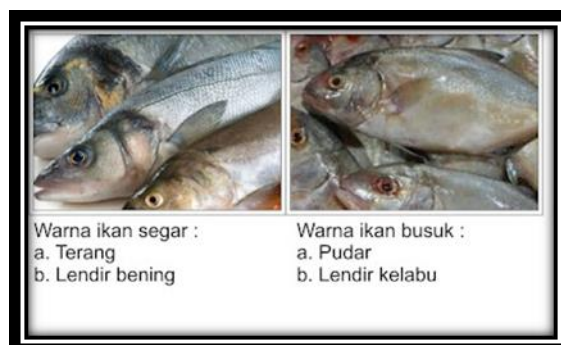 Warna ikan segar :
a. Terang
b. Lendir bening
Warna ikan busuk :
a. Pudar
b. Lendir kelabu